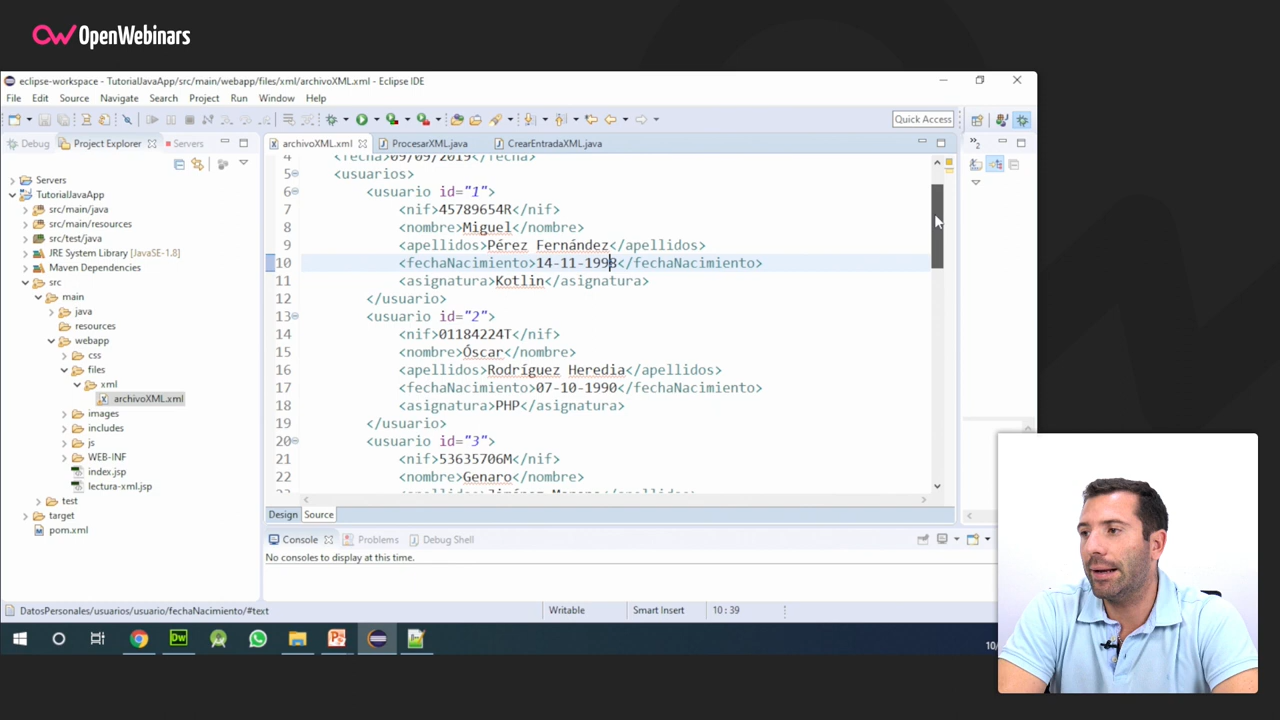 OpenWebinars
eclipse-workspace - TutorialJavaApp/src/main/webapp/files/xml/archivoXML.xml - Eclipse IDE
File Edit Source Navigate Search Project Run Window Help
Quick Access
Debug Project Explorer Servers
archivoXML.xml ProcesarXML.java CrearEntradaXML.java
Servers
TutorialJavaApp
src/main/java
src/main/resources
src/test/java
JRE System Library [JavaSE-1.8]
Maven Dependencies
src
main
java
resources
webapp
css
files
xml
archivoXML.xml
images
includes
js
WEB-INF
index.jsp
lectura-xml.jsp
test
target
pom.xml
4 <fecha>09/09/2019</fecha>
5 <usuarios>
6 <usuario id="1">
7 <nif>45789654R</nif>
8 <nombre>Miguel</nombre>
9 <apellidos>Pérez Fernández</apellidos>
10 <fechaNacimiento>14-11-1998</fechaNacimiento>
11 <asignatura>Kotlin</asignatura>
12 </usuario>
13 <usuario id="2">
14 <nif>01184224T</nif>
15 <nombre>Óscar</nombre>
16 <apellidos>Rodríguez Heredia</apellidos>
17 <fechaNacimiento>07-10-1990</fechaNacimiento>
18 <asignatura>PHP</asignatura>
19 </usuario>
20 <usuario id="3">
21 <nif>53635706M</nif>
22 <nombre>Genaro</nombre>
Design Source
Console Problems Debug Shell
No consoles to display at this time.
DatosPersonales/usuarios/usuario/fechaNacimiento/#text Writable Smart Insert 10 : 39